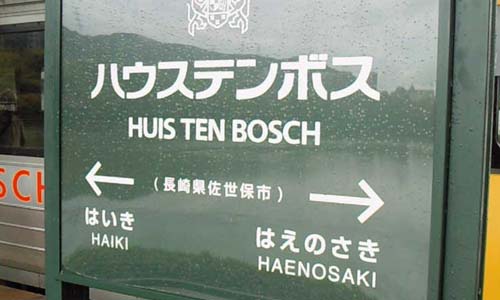 ハウステンボス
HUIS TEN BOSCH
← (長崎県佐世保市) →
はいき
HAIKI
はえのさき
HAENOSAKI
SCH